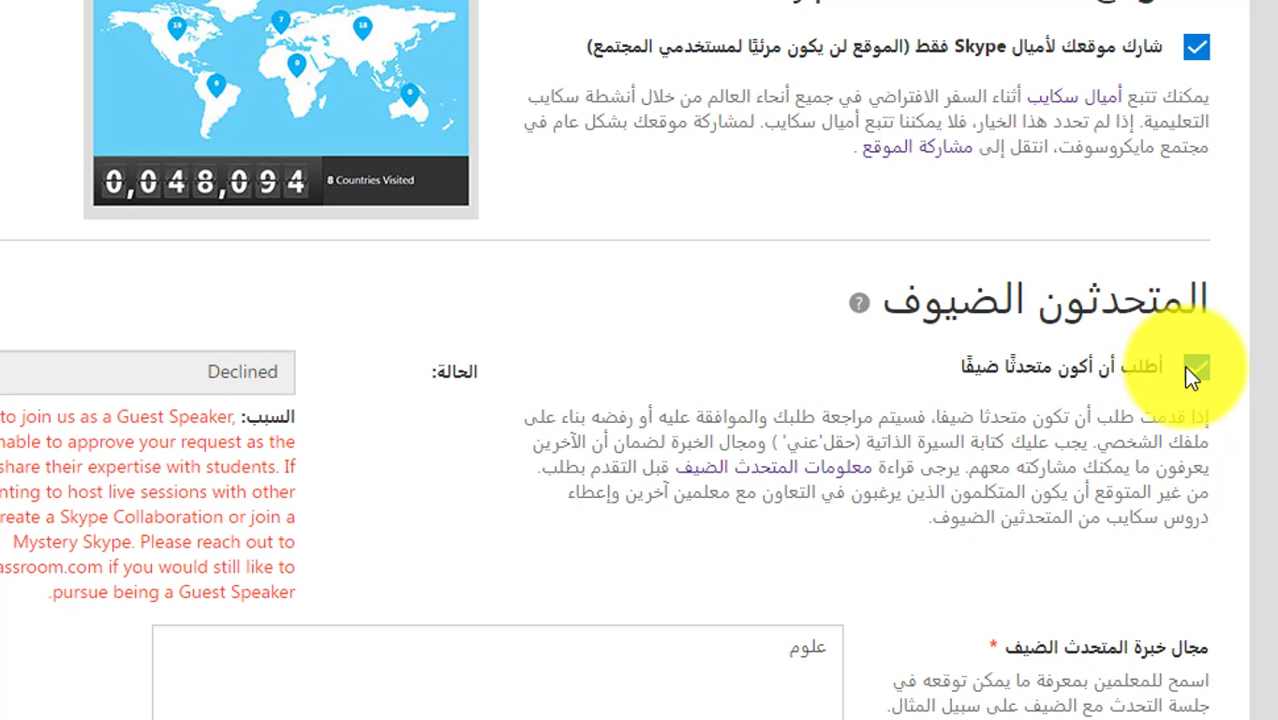 19
7
18
0
9
0
0,048,094
8 Countries Visited
شارك موقعك لأميال Skype فقط (الموقع لن يكون مرئيًا لمستخدمي المجتمع)
يمكنك تتبع أميال سكايب أثناء السفر الافتراضي في جميع أنحاء العالم من خلال أنشطة سكايب
التعليمية. إذا لم تحدد هذا الخيار، فلا يمكننا تتبع أميال سكايب. لمشاركة موقعك بشكل عام في
مجتمع مايكروسوفت، انتقل إلى مشاركة الموقع .
المتحدثون الضيوف ?
أطلب أن أكون متحدثًا ضيفًا
إذا قدمت طلب أن تكون متحدثا ضيفا، فسيتم مراجعة طلبك والموافقة عليه أو رفضه بناء على
ملفك الشخصي. يجب عليك كتابة السيرة الذاتية (حقل'عني' ) ومجال الخبرة لضمان أن الآخرين
يعرفون ما يمكنك مشاركته معهم. يرجى قراءة معلومات المتحدث الضيف قبل التقدم بطلب.
من غير المتوقع أن يكون المتكلمون الذين يرغبون في التعاون مع معلمين آخرين وإعطاء
دروس سكايب من المتحدثين الضيوف.
الحالة:
Declined
السبب: to join us as a Guest Speaker,
nable to approve your request as the
share their expertise with students. If
nting to host live sessions with other
reate a Skype Collaboration or join a
Mystery Skype. Please reach out to
assroom.com if you would still like to
.pursue being a Guest Speaker
مجال خبرة المتحدث الضيف *
اسمح للمعلمين بمعرفة ما يمكن توقعه في
جلسة التحدث مع الضيف على سبيل المثال.
علوم